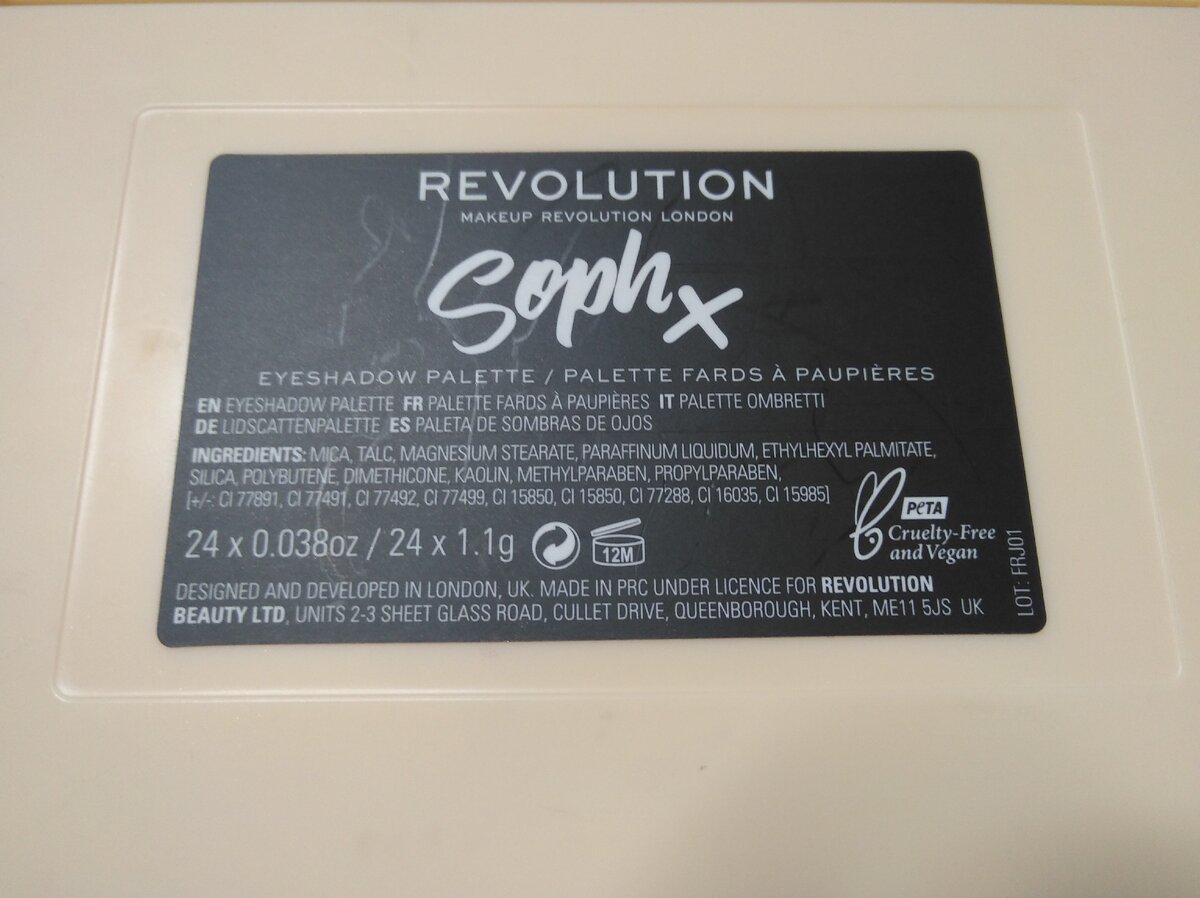 REVOLUTION
MAKEUP REVOLUTION LONDON
Soph x
EYESHADOW PALETTE / PALETTE FARDS À PAUPIÈRES
EN EYESHADOW PALETTE FR PALETTE FARDS À PAUPIÈRES IT PALETTE OMBRETTI
DE LIDSCATTENPALETTE ES PALETA DE SOMBRAS DE OJOS
INGREDIENTS: MICA, TALC, MAGNESIUM STEARATE, PARAFFINUM LIQUIDUM, ETHYLHEXYL PALMITATE,
SILICA, POLYBUTENE, DIMETHICONE, KAOLIN, METHYLPARABEN, PROPYLPARABEN,
[+/-: CI 77891, CI 77491, CI 77492, CI 77499, CI 15850, CI 15850, CI 77288, CI 16035, CI 15985]
24 x 0.038oz / 24 x 1.1g
12M
PETA
Cruelty-Free
and Vegan
DESIGNED AND DEVELOPED IN LONDON, UK. MADE IN PRC UNDER LICENCE FOR REVOLUTION
BEAUTY LTD, UNITS 2-3 SHEET GLASS ROAD, CULLET DRIVE, QUEENBOROUGH, KENT, ME11 5JS UK
LOT: FRJ01